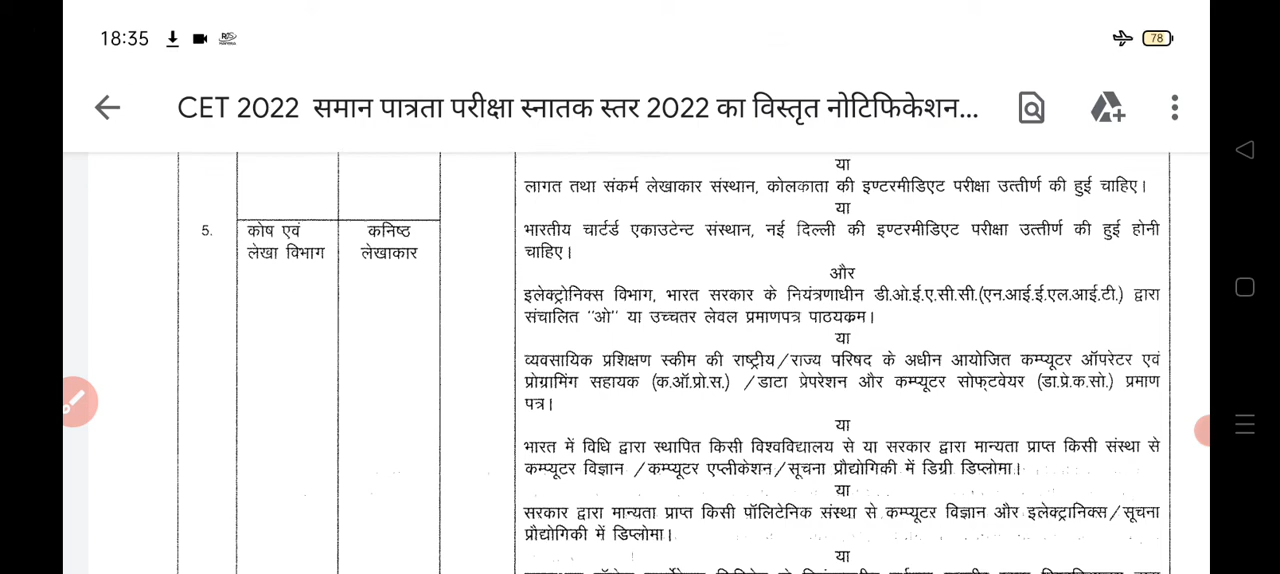 18:35
78
CET 2022 समान पात्रता परीक्षा स्नातक स्तर 2022 का विस्तृत नोटिफिकेशन...
या
लागत तथा संकर्म लेखाकार संस्थान, कोलकाता की इण्टरमीडिएट परीक्षा उत्तीर्ण की हुई चाहिए।
या
5.
कोष एवं
लेखा विभाग
कनिष्ठ
लेखाकार
भारतीय चार्टर्ड एकाउटेन्ट संस्थान, नई दिल्ली की इण्टरमीडिएट परीक्षा उत्तीर्ण की हुई होनी
चाहिए।
और
इलेक्ट्रोनिक्स विभाग, भारत सरकार के नियंत्रणाधीन डी.ओ.ई.ए.सी.सी.(एन.आई.ई.एल.आई.टी.) द्वारा
संचालित "ओ" या उच्चतर लेवल प्रमाणपत्र पाठयक्रम।
या
व्यवसायिक प्रशिक्षण स्कीम की राष्ट्रीय/राज्य परिषद के अधीन आयोजित कम्प्यूटर ऑपरेटर एवं
प्रोग्रामिंग सहायक (क.ऑ.प्रो.स.) /डाटा प्रेपरेशन और कम्प्यूटर सोफ्टवेयर (डा.प्रे.क.सो.) प्रमाण
पत्र।
या
भारत में विधि द्वारा स्थापित किसी विश्वविद्यालय से या सरकार द्वारा मान्यता प्राप्त किसी संस्था से
कम्प्यूटर विज्ञान /कम्प्यूटर एप्लीकेशन/सूचना प्रौद्योगिकी में डिग्री डिप्लोमा।
या
सरकार द्वारा मान्यता प्राप्त किसी पॉलिटेनिक संस्था से कम्प्यूटर विज्ञान और इलेक्ट्रानिक्स/सूचना
प्रौद्योगिकी में डिप्लोमा।
या